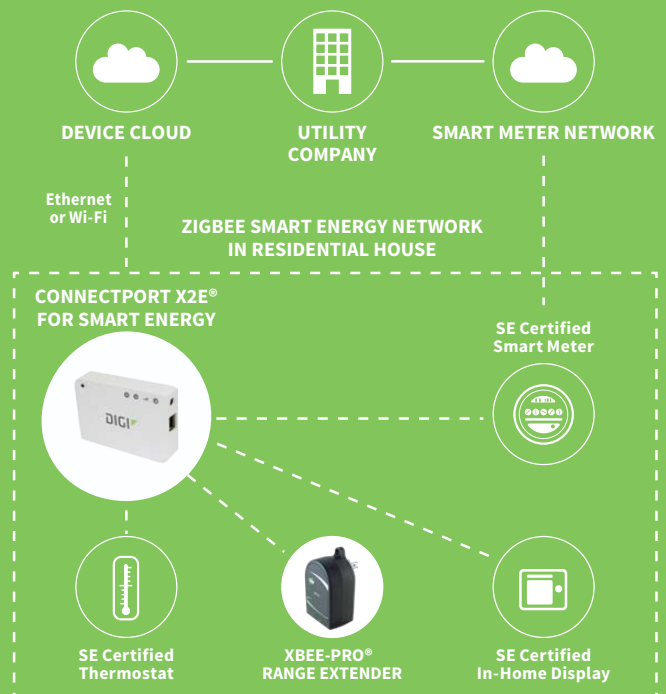 DEVICE CLOUD
UTILITY
COMPANY
SMART METER NETWORK
Ethernet
or Wi-Fi
ZIGBEE SMART ENERGY NETWORK
IN RESIDENTIAL HOUSE
CONNECTPORT X2E®
FOR SMART ENERGY
DIGI
SE Certified
Smart Meter
SE Certified
Thermostat
XBEE-PRO®
RANGE EXTENDER
SE Certified
In-Home Display